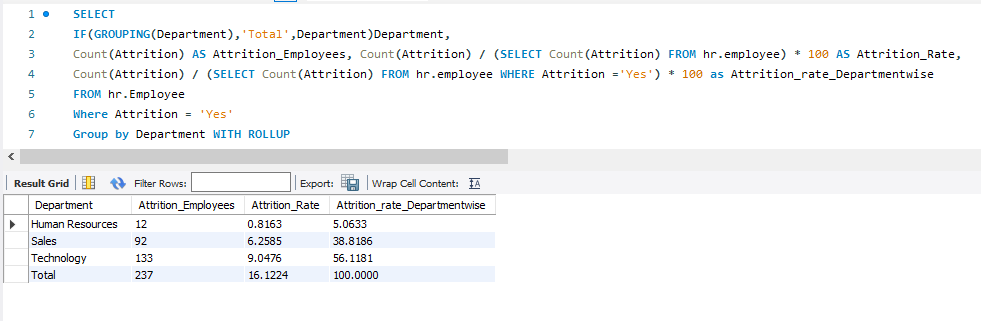 1 SELECT
2 IF(GROUPING(Department),'Total',Department)Department,
3 Count(Attrition) AS Attrition_Employees, Count(Attrition) / (SELECT Count(Attrition) FROM hr.employee) * 100 AS Attrition_Rate,
4 Count(Attrition) / (SELECT Count(Attrition) FROM hr.employee WHERE Attrition ='Yes') * 100 as Attrition_rate_Departmentwise
5 FROM hr.Employee
6 Where Attrition = 'Yes'
7 Group by Department WITH ROLLUP
Result Grid Filter Rows: Export: Wrap Cell Content:
Department Attrition_Employees Attrition_Rate Attrition_rate_Departmentwise
Human Resources 12 0.8163 5.0633
Sales 92 6.2585 38.8186
Technology 133 9.0476 56.1181
Total 237 16.1224 100.0000